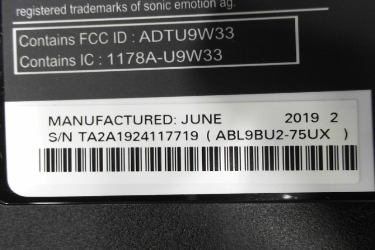 registered trademarks of sonic emotion ag.
Contains FCC ID : ADTU9W33
Contains IC : 1178A-U9W33
MANUFACTURED: JUNE 2019 2
S/N TA2A1924117719 ( ABL9BU2-75UX )